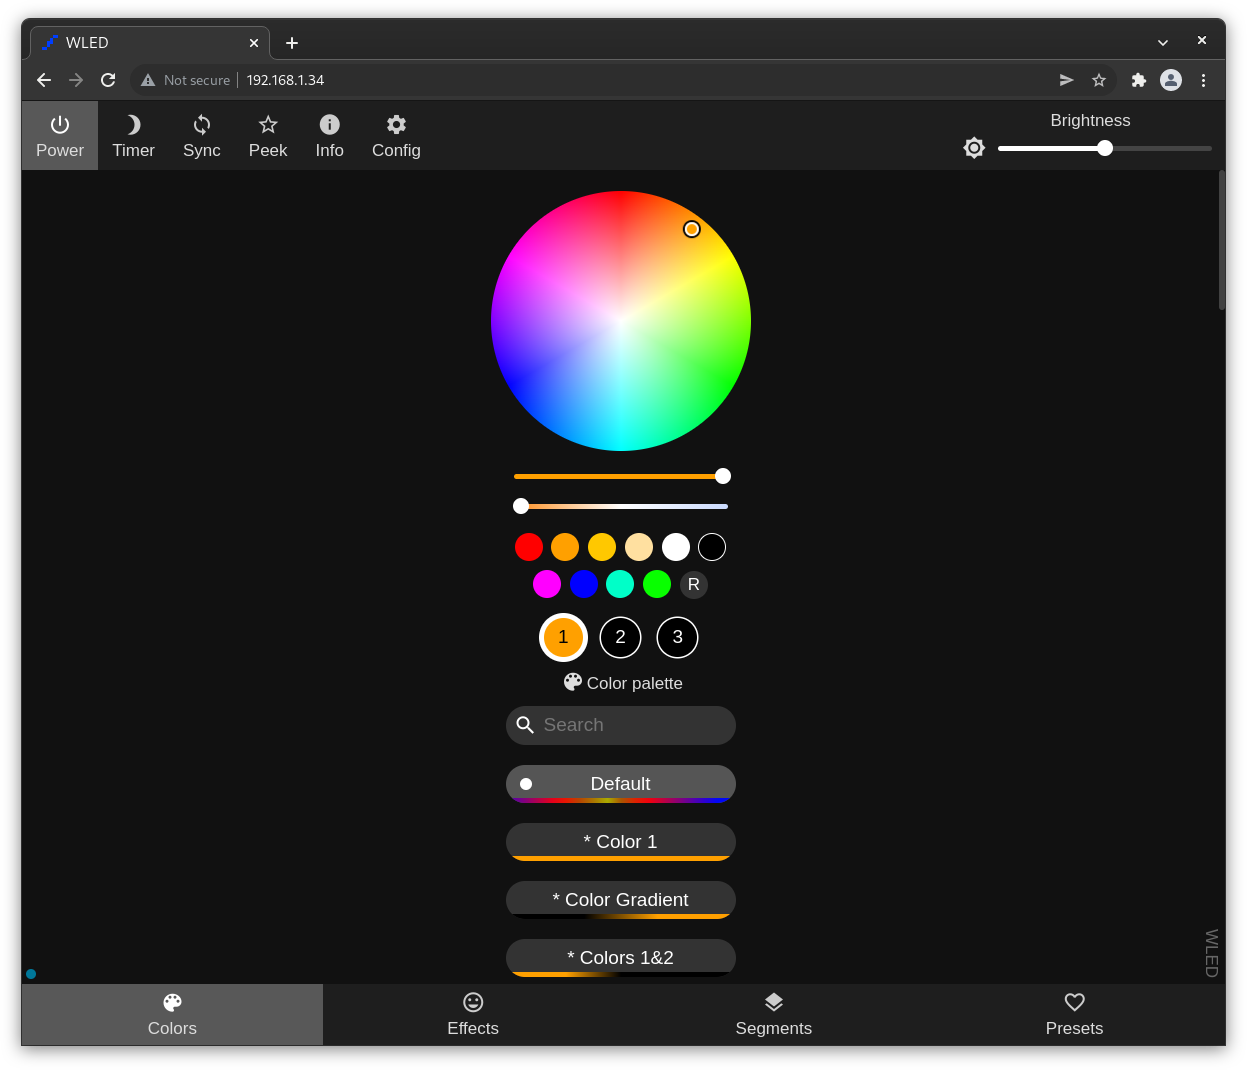 WLED
Not secure 192.168.1.34
Power Timer Sync Peek Info Config
Brightness
R
1 2 3
Color palette
Search
Default
* Color 1
* Color Gradient
* Colors 1&2
WLED
Colors Effects Segments Presets